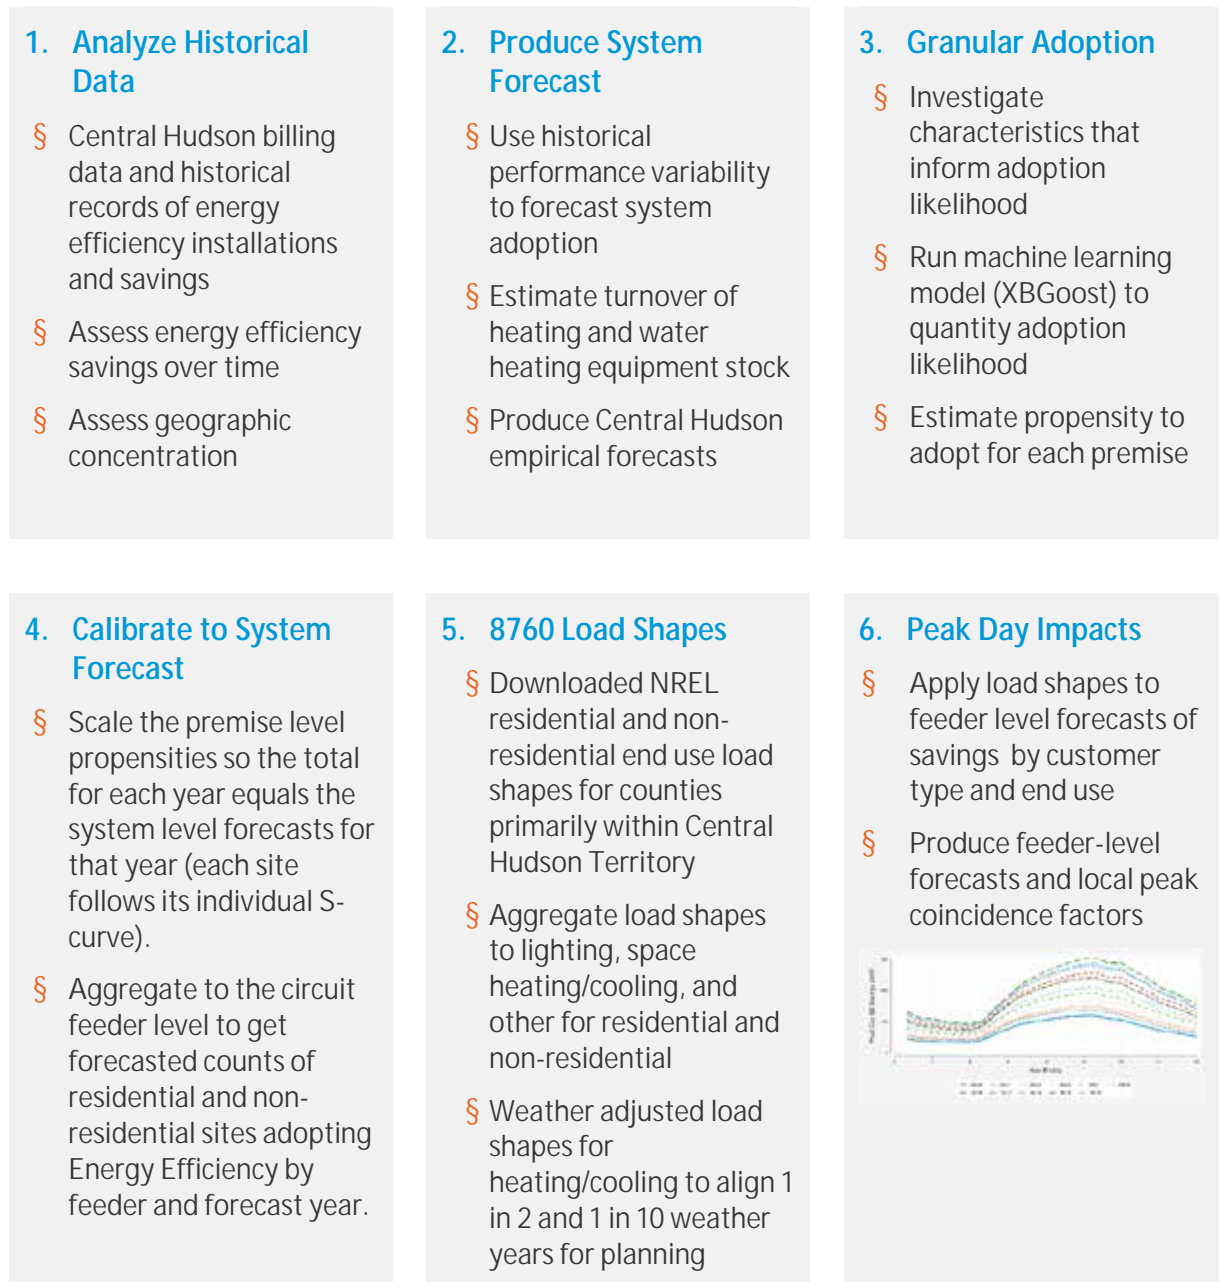 1. Analyze Historical
Data
§ Central Hudson billing
data and historical
records of energy
efficiency installations
and savings
§ Assess energy efficiency
savings over time
§ Assess geographic
concentration
2. Produce System
Forecast
§ Use historical
performance variability
to forecast system
adoption
§ Estimate turnover of
heating and water
heating equipment stock
§ Produce Central Hudson
empirical forecasts
3. Granular Adoption
§ Investigate
characteristics that
inform adoption
likelihood
§ Run machine learning
model (XBGoost) to
quantity adoption
likelihood
§ Estimate propensity to
adopt for each premise
4. Calibrate to System
Forecast
§ Scale the premise level
propensities so the total
for each year equals the
system level forecasts for
that year (each site
follows its individual S-
curve).
§ Aggregate to the circuit
feeder level to get
forecasted counts of
residential and non-
residential sites adopting
Energy Efficiency by
feeder and forecast year.
5. 8760 Load Shapes
§ Downloaded NREL
residential and non-
residential end use load
shapes for counties
primarily within Central
Hudson Territory
§ Aggregate load shapes
to lighting, space
heating/cooling, and
other for residential and
non-residential
§ Weather adjusted load
shapes for
heating/cooling to align 1
in 2 and 1 in 10 weather
years for planning
6. Peak Day Impacts
§ Apply load shapes to
feeder level forecasts of
savings by customer
type and end use
§ Produce feeder-level
forecasts and local peak
coincidence factors